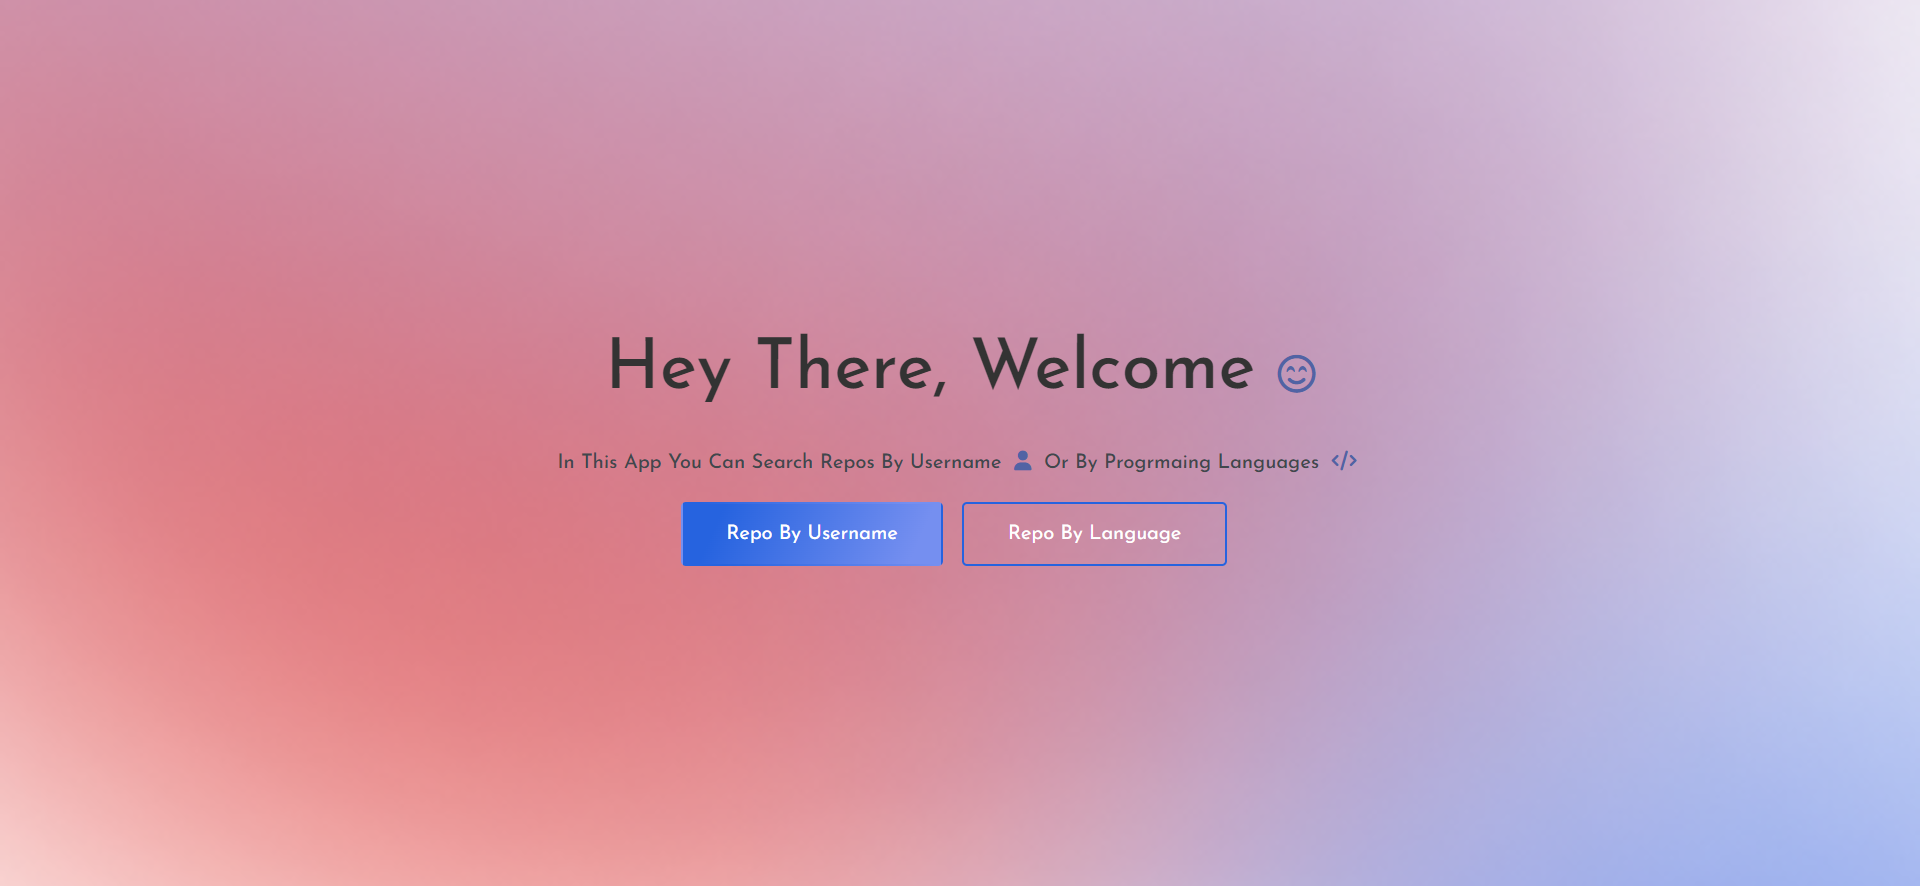 Hey There, Welcome
In This App You Can Search Repos By Username Or By Progrmaing Languages
Repo By Username Repo By Language